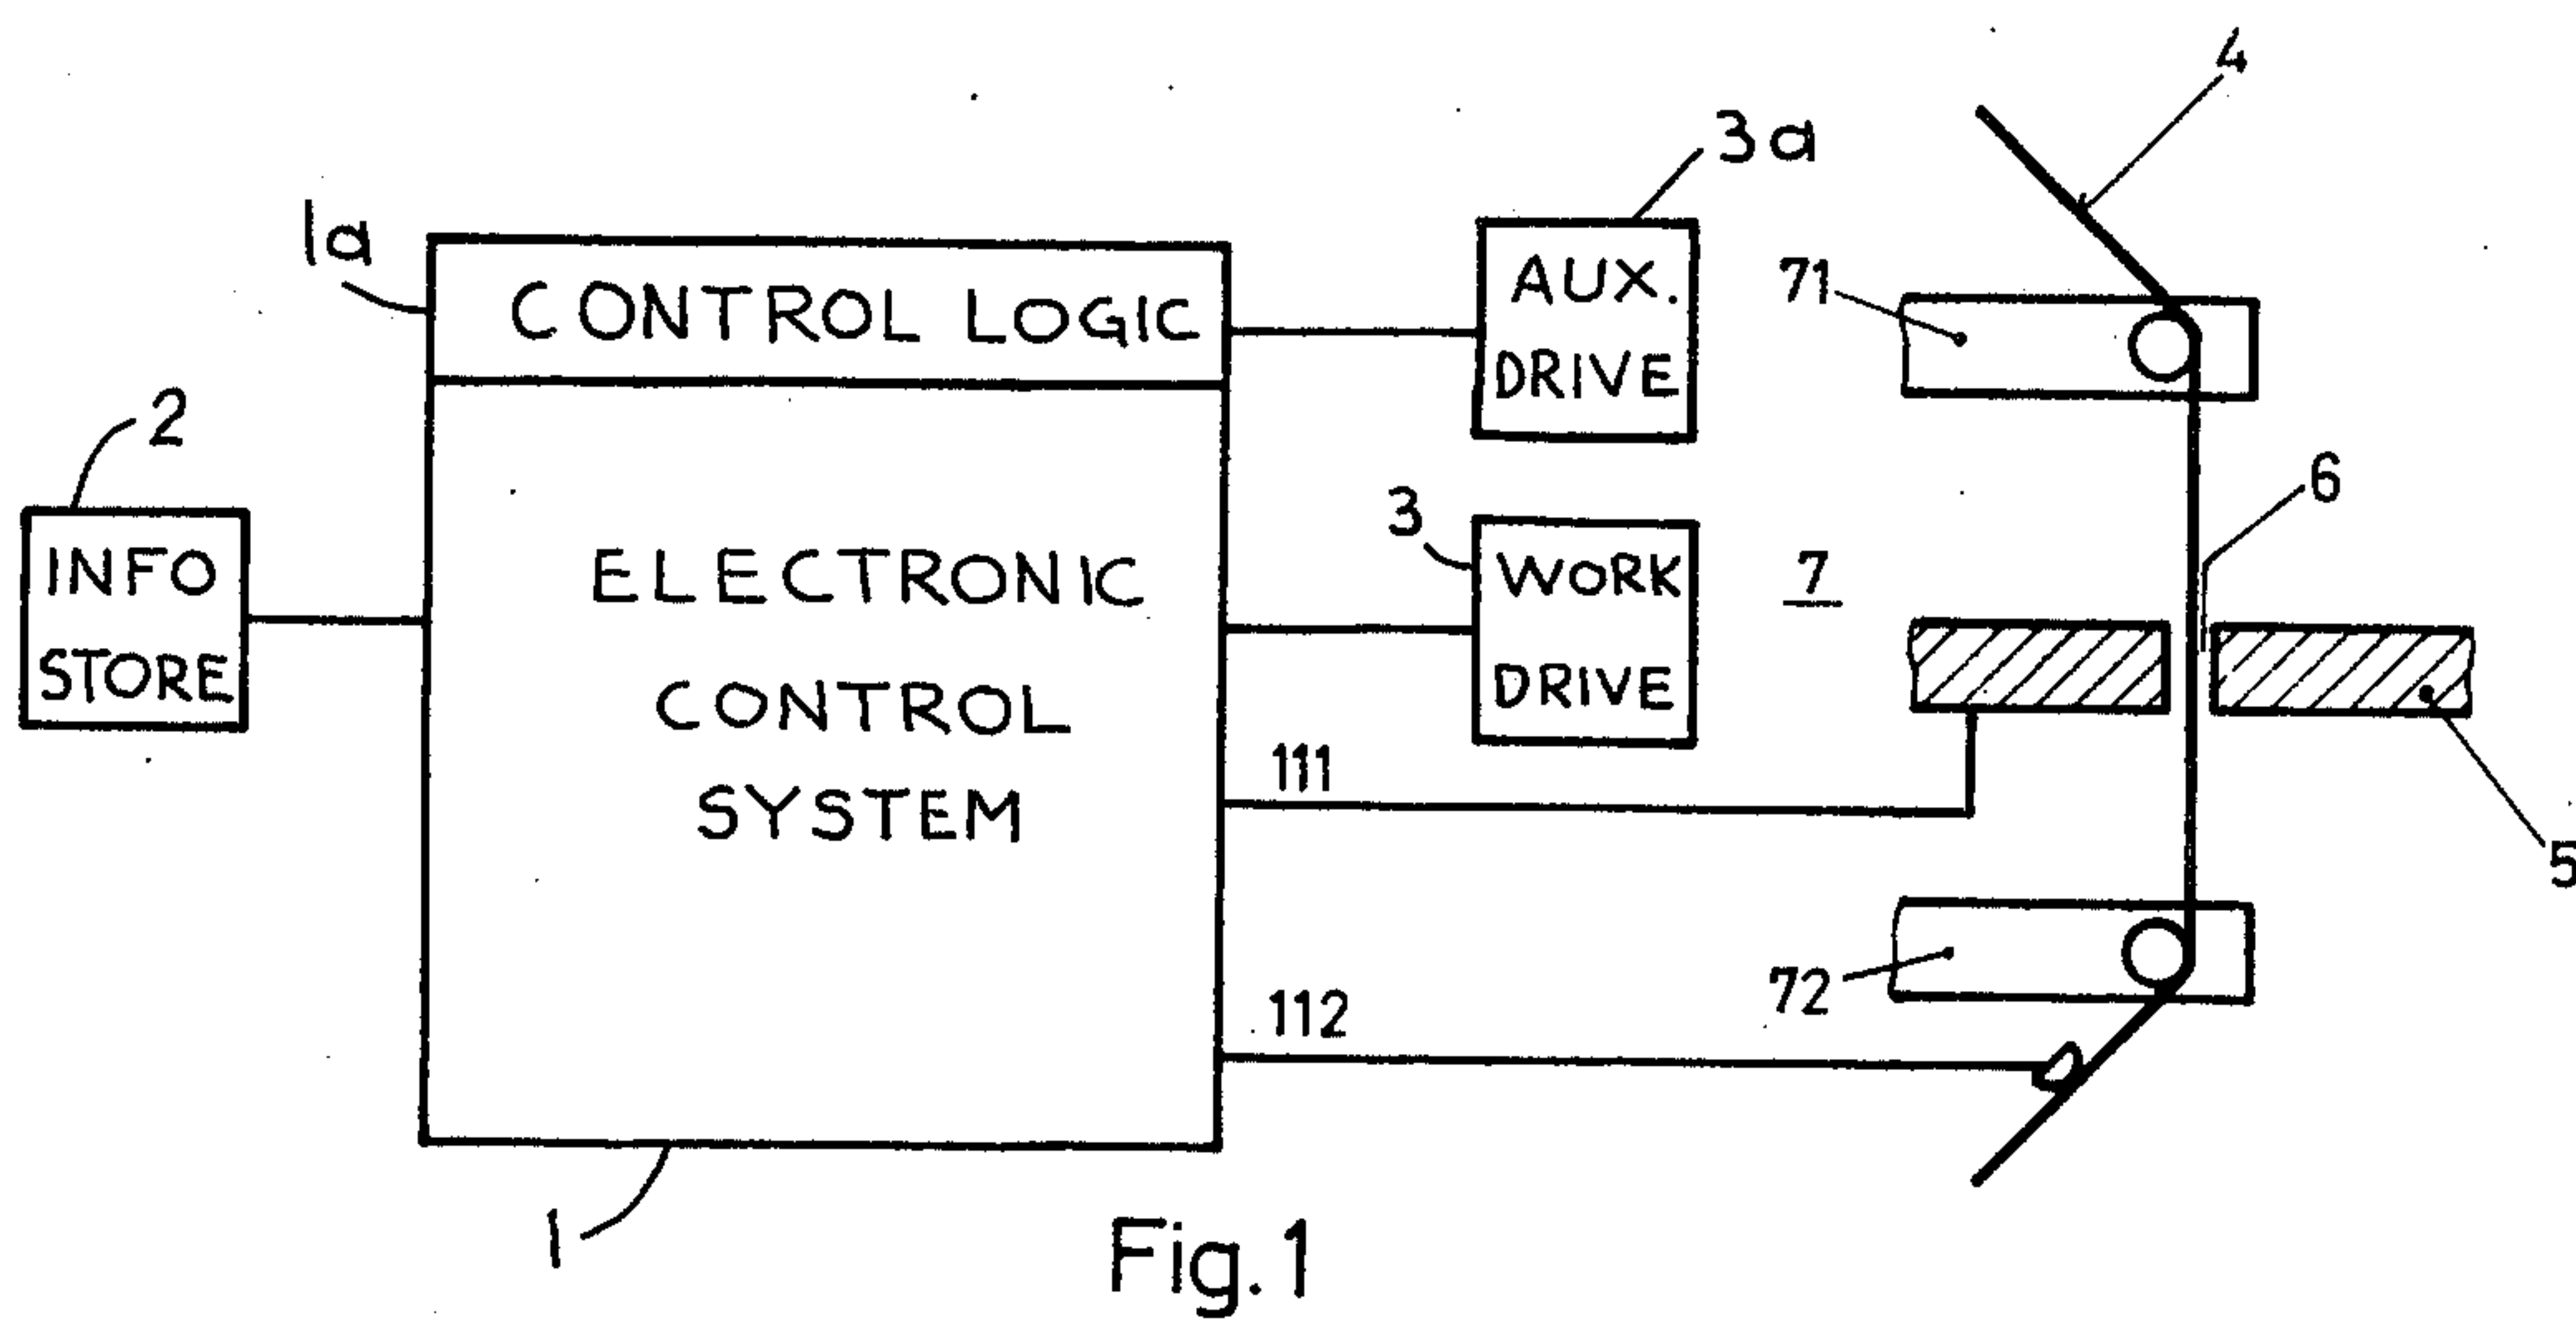 4
3a
1a
CONTROL LOGIC
AUX.
DRIVE
71
2
INFO
STORE
ELECTRONIC
CONTROL
SYSTEM
3
WORK
DRIVE
7
6
111
5
112
72
1
Fig.1